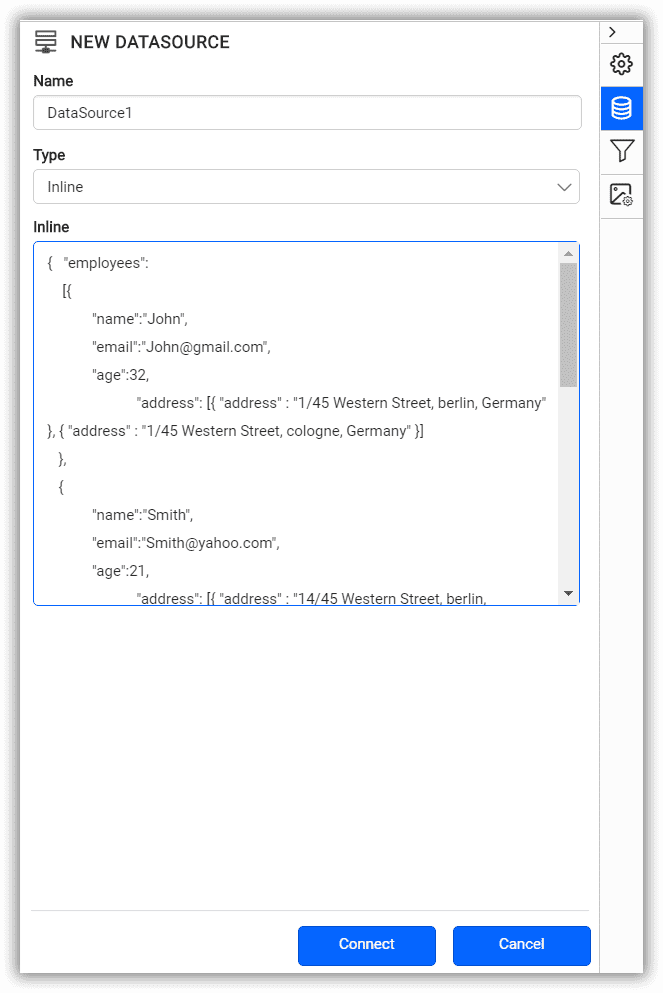 NEW DATASOURCE
Name
DataSource1
Type
Inline
Inline
{ "employees":
[{
"name":"John",
"email":"John@gmail.com",
"age":32,
"address": [{ "address" : "1/45 Western Street, berlin, Germany"
}, { "address" : "1/45 Western Street, cologne, Germany" }]
},
{
"name":"Smith",
"email":"Smith@yahoo.com",
"age":21,
"address": [{ "address" : "14/45 Western Street, berlin,
Connect
Cancel